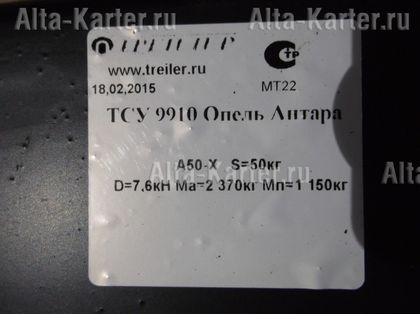 Alta-Karter.ru Alta-Karter.ru
ТРЕЙЛЕР
www.treiler.ru
18,02,2015
МТ22
ТСУ 9910 Опель Антара
Alta-Karter.ru Alta-Karter.ru
А50-Х S=50кг
D=7,6кН Ма=2 370кг Мп=1 150кг
Alta-Karter.ru Alta-Karter.ru